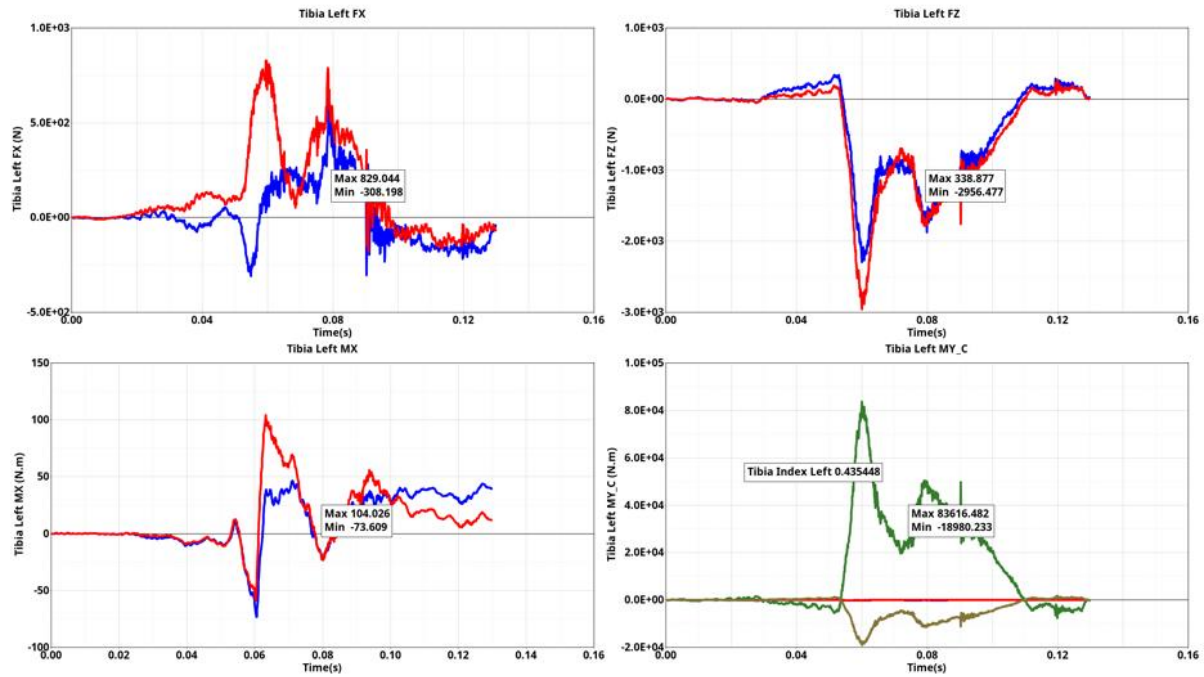 Tibia Left FX
1.0E+03
5.0E+02
0.0E+00
-5.0E+02
Tibia Left FX (N)
Max 829.044
Min -308.198
0.00
0.04
0.08
0.12
0.16
Time(s)
Tibia Left FZ
1.0E+03
0.0E+00
-1.0E+03
-2.0E+03
-3.0E+03
Tibia Left FZ (N)
Max 338.877
Min -2956.477
0.00
0.04
0.08
0.12
0.16
Time(s)
Tibia Left MX
150
100
50
0
-50
-100
Tibia Left MX (N.m)
Max 104.026
Min -73.609
0.00
0.02
0.04
0.06
0.08
0.10
0.12
0.14
0.16
Time(s)
Tibia Left MY_C
1.0E+05
8.0E+04
6.0E+04
4.0E+04
2.0E+04
0.0E+00
-2.0E+04
Tibia Left MY_C (N.m)
Tibia Index Left 0.435448
Max 83616.482
Min -18980.233
0.00
0.04
0.08
0.12
0.16
Time(s)